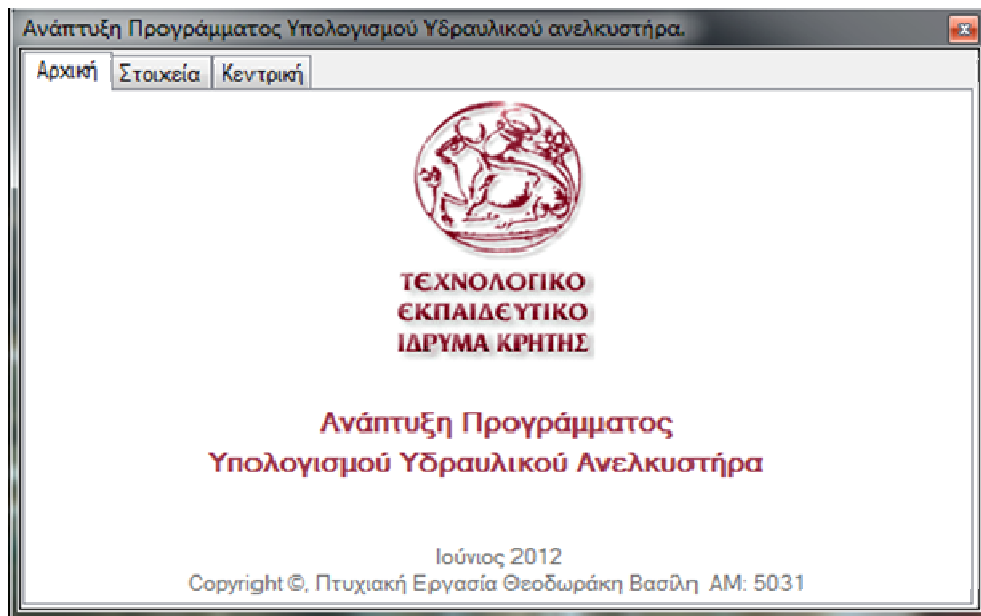 Ανάπτυξη Προγράμματος Υπολογισμού Υδραυλικού ανελκυστήρα.
Αρχική Στοιχεία Κεντρική
ΤΕΧΝΟΛΟΓΙΚΟ
ΕΚΠΑΙΔΕΥΤΙΚΟ
ΙΔΡΥΜΑ ΚΡΗΤΗΣ
Ανάπτυξη Προγράμματος
Υπολογισμού Υδραυλικού Ανελκυστήρα
Ιούνιος 2012
Copyright ©, Πτυχιακή Εργασία Θεοδωράκη Βασίλη ΑΜ: 5031